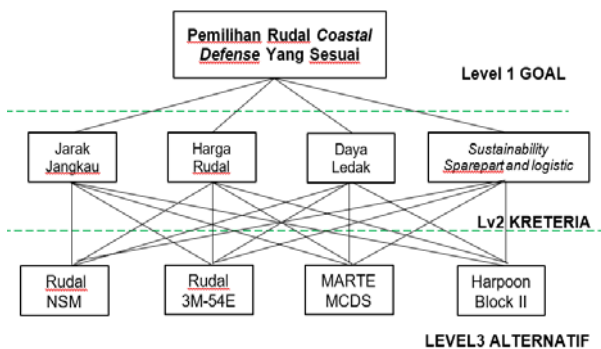 Pemilihan Rudal Coastal
Defense Yang Sesuai
Level 1 GOAL
Jarak
Jangkau
Harga
Rudal
Daya
Ledak
Sustainability
Sparepart and logistic
Lv2 KRETERIA
Rudal
NSM
Rudal
3M-54E
MARTE
MCDS
Harpoon
Block II
LEVEL3 ALTERNATIF